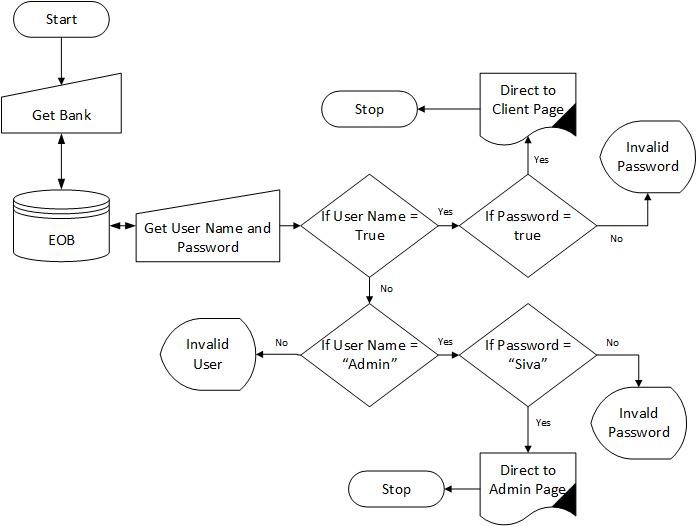 Start
Get Bank
EOB
Get User Name and
Password
If User Name =
True
Yes
If Password =
true
Yes
Direct to
Client Page
Stop
No
Invalid
Password
No
If User Name =
“Admin”
No
Invalid
User
Yes
If Password =
“Siva”
No
Invald
Password
Yes
Direct to
Admin Page
Stop